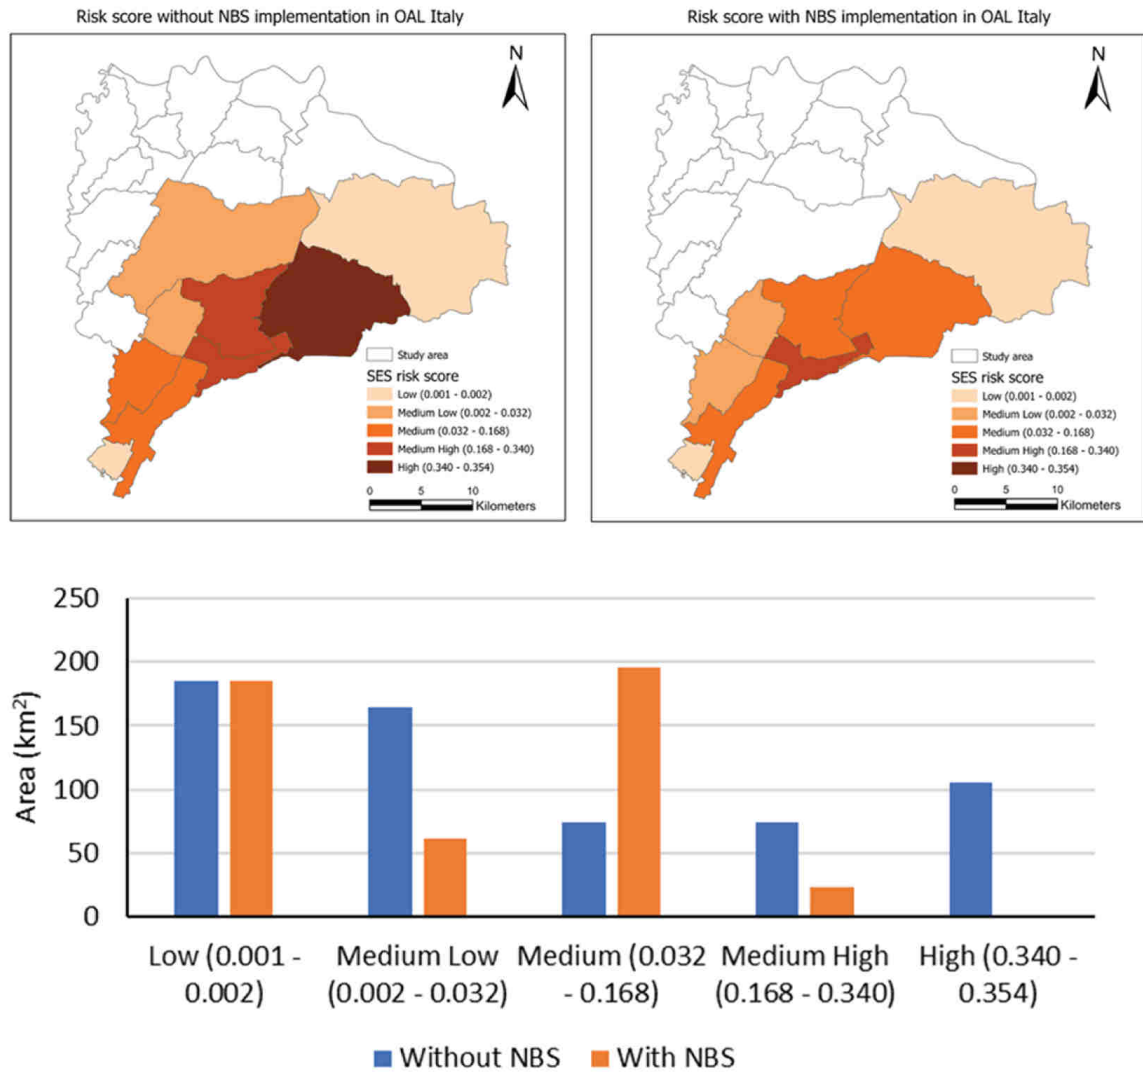 Risk score without NBS implementation in OAL Italy
N
Study area
SES risk score
Low (0.001 - 0.002)
Medium Low (0.002 - 0.032)
Medium (0.032 - 0.168)
Medium High (0.168 - 0.340)
High (0.340 - 0.354)
0 5 10
Kilometers
Risk score with NBS implementation in OAL Italy
N
Study area
SES risk score
Low (0.001 - 0.002)
Medium Low (0.002 - 0.032)
Medium (0.032 - 0.168)
Medium High (0.168 - 0.340)
High (0.340 - 0.354)
0 5 10
Kilometers
Area (km²)
250
200
150
100
50
0
Low (0.001 -
0.002)
Medium Low
(0.002 - 0.032)
Medium (0.032
- 0.168)
Medium High
(0.168 - 0.340)
High (0.340 -
0.354)
Without NBS
With NBS